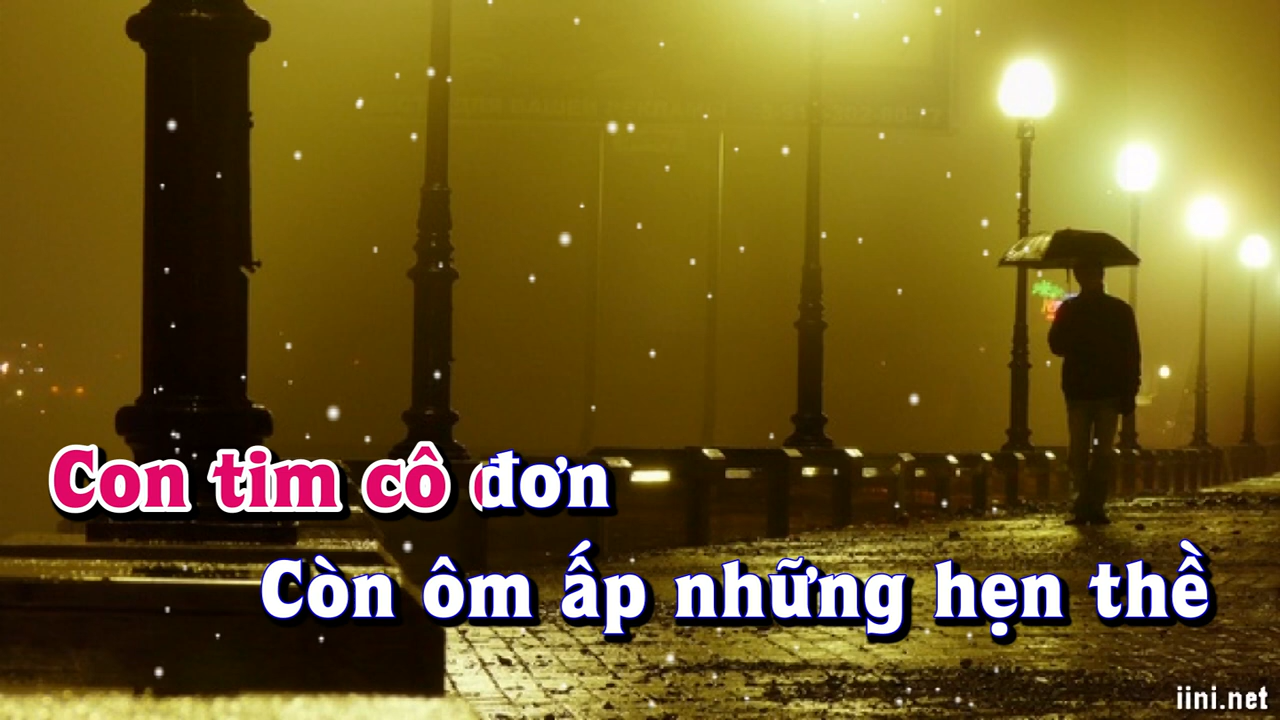 Con tim cô đơn
Còn ôm ấp những hẹn thề
iini.net